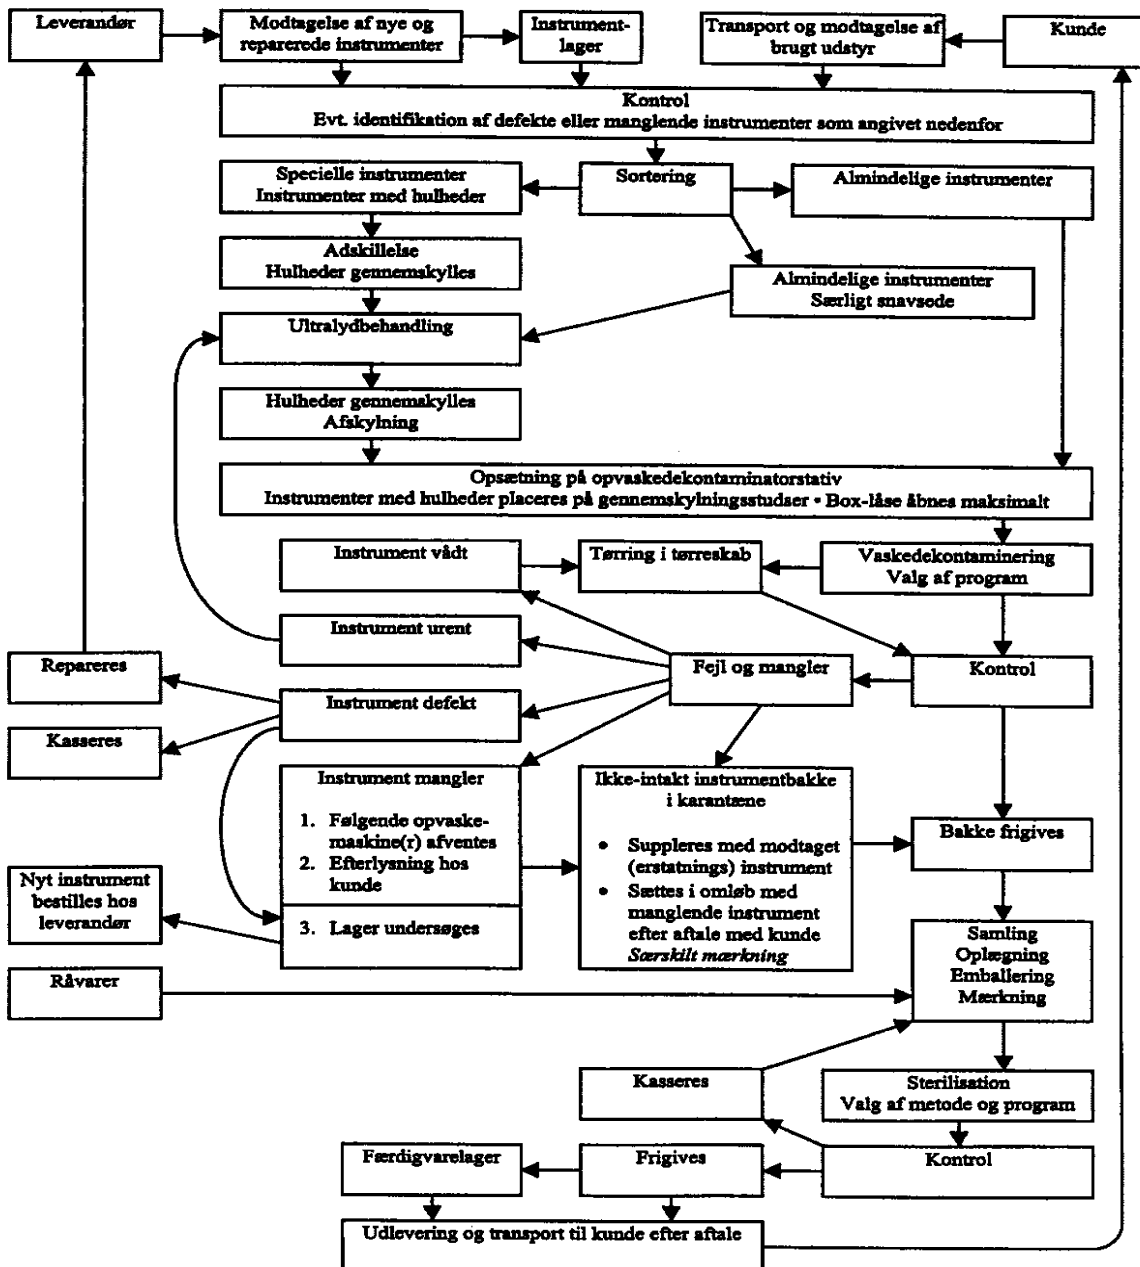 Leverandør
Modtagelse af nye og
reparerede instrumenter
Instrument-
lager
Transport og modtagelse af
brugt udstyr
Kunde
Kontrol
Evt. identifikation af defekte eller manglende instrumenter som angivet nedenfor
Specielle instrumenter
Instrumenter med hulheder
Sortering
Almindelige instrumenter
Adskillelse
Hulheder gennemskylles
Almindelige instrumenter
Særligt snavsede
Ultralydbehandling
Hulheder gennemskylles
Afskylning
Opsætning på opvaskedekontaminatorstativ
Instrumenter med hulheder placeres på gennemskylningsstudser • Box-låse åbnes maksimalt
Instrument vådt
Tørring i tørreskab
Vaskedekontaminering
Valg af program
Instrument urent
Repareres
Fejl og mangler
Kontrol
Instrument defekt
Kasseres
Instrument mangler
1. Følgende opvaske-
maskine(r) afventes
2. Efterlysning hos
kunde
3. Lager undersøges
Ikke-intakt instrumentbakke
i karantæne
• Suppleres med modtaget
(erstatnings) instrument
• Sættes i omløb med
manglende instrument
efter aftale med kunde
Særskilt mærkning
Bakke frigives
Nyt instrument
bestilles hos
leverandør
Råvarer
Samling
Oplægning
Emballering
Mærkning
Kasseres
Sterilisation
Valg af metode og program
Færdigvarelager
Frigives
Kontrol
Udlevering og transport til kunde efter aftale